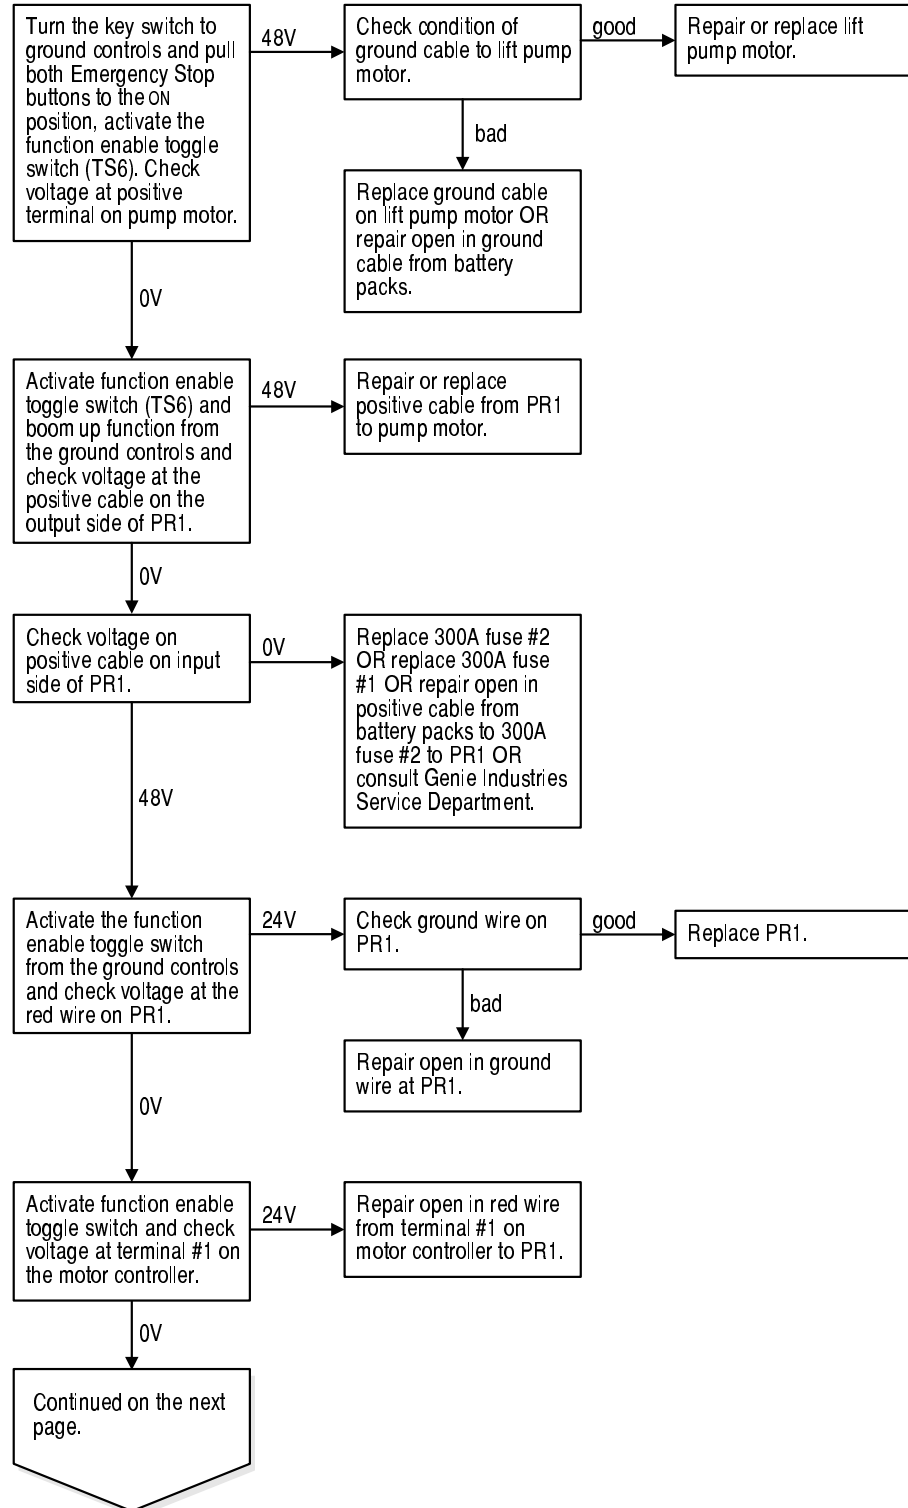 Turn the key switch to
ground controls and pull
both Emergency Stop
buttons to the ON
position, activate the
function enable toggle
switch (TS6). Check
voltage at positive
terminal on pump motor.
48V
Check condition of
ground cable to lift pump
motor.
good
Repair or replace lift
pump motor.
bad
Replace ground cable
on lift pump motor OR
repair open in ground
cable from battery
packs.
0V
Activate function enable
toggle switch (TS6) and
boom up function from
the ground controls and
check voltage at the
positive cable on the
output side of PR1.
48V
Repair or replace
positive cable from PR1
to pump motor.
0V
Check voltage on
positive cable on input
side of PR1.
0V
Replace 300A fuse #2
OR replace 300A fuse
#1 OR repair open in
positive cable from
battery packs to 300A
fuse #2 to PR1 OR
consult Genie Industries
Service Department.
48V
Activate the function
enable toggle switch
from the ground controls
and check voltage at the
red wire on PR1.
24V
Check ground wire on
PR1.
good
Replace PR1.
bad
Repair open in ground
wire at PR1.
0V
Activate function enable
toggle switch and check
voltage at terminal #1 on
the motor controller.
24V
Repair open in red wire
from terminal #1 on
motor controller to PR1.
0V
Continued on the next
page.